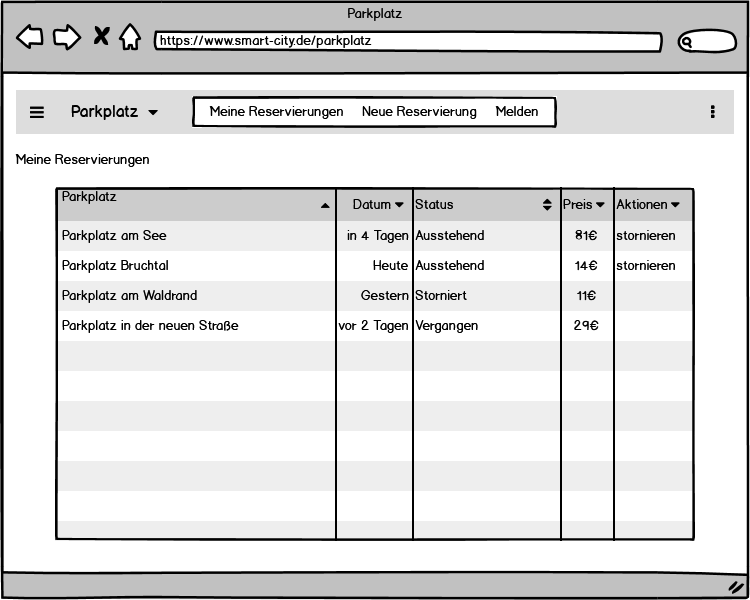 Parkplatz
https://www.smart-city.de/parkplatz
Parkplatz Meine Reservierungen Neue Reservierung Melden
Meine Reservierungen
Parkplatz Datum Status Preis Aktionen
Parkplatz am See in 4 Tagen Ausstehend 81€ stornieren
Parkplatz Bruchtal Heute Ausstehend 14€ stornieren
Parkplatz am Waldrand Gestern Storniert 11€
Parkplatz in der neuen Straße vor 2 Tagen Vergangen 29€